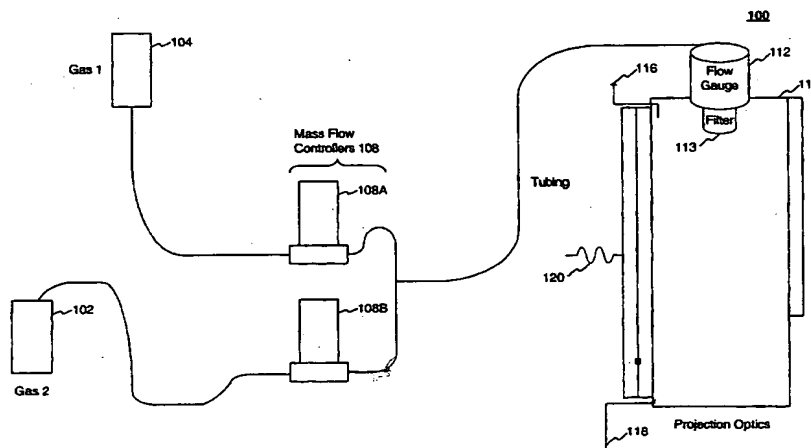 100
104
Gas 1
112
Flow
Gauge
116
11
Filter
113
Mass Flow
Controllers 108
108A
Tubing
120
102
108B
Gas 2
118
Projection Optics